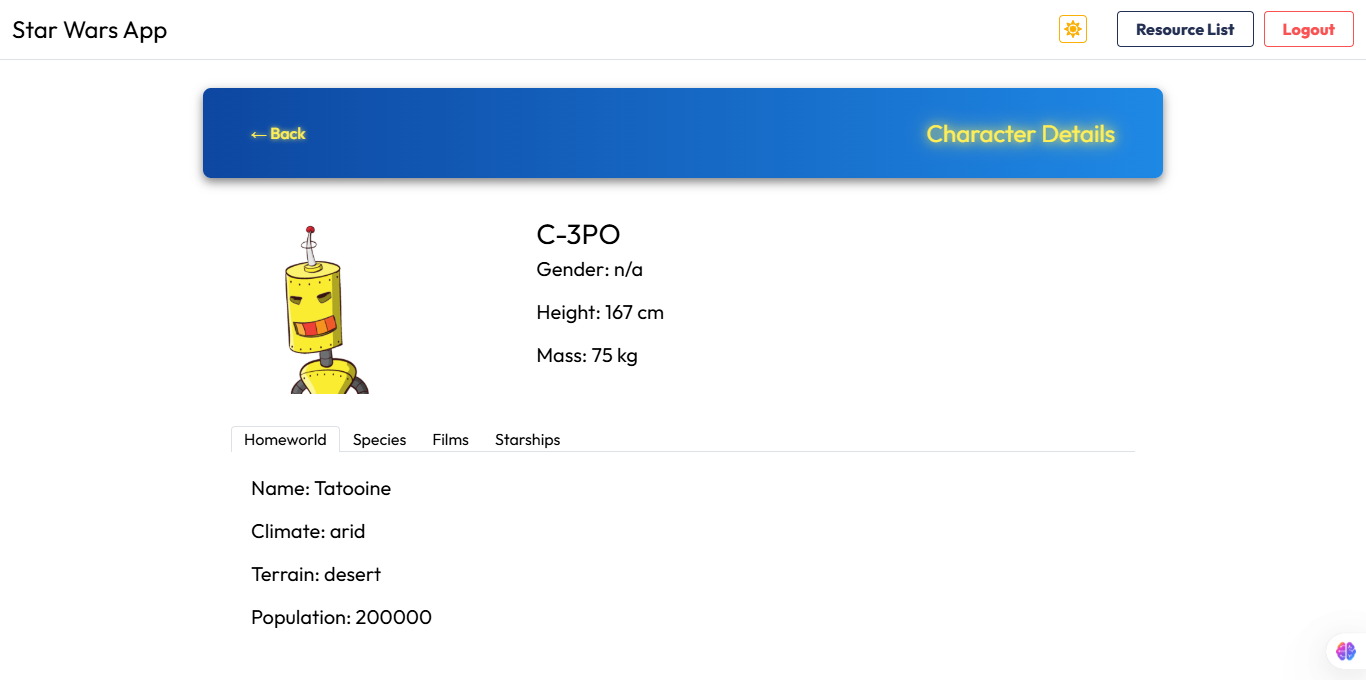 Star Wars App
Resource List
Logout
←Back
Character Details
C-3PO
Gender: n/a
Height: 167 cm
Mass: 75 kg
Homeworld Species Films Starships
Name: Tatooine
Climate: arid
Terrain: desert
Population: 200000